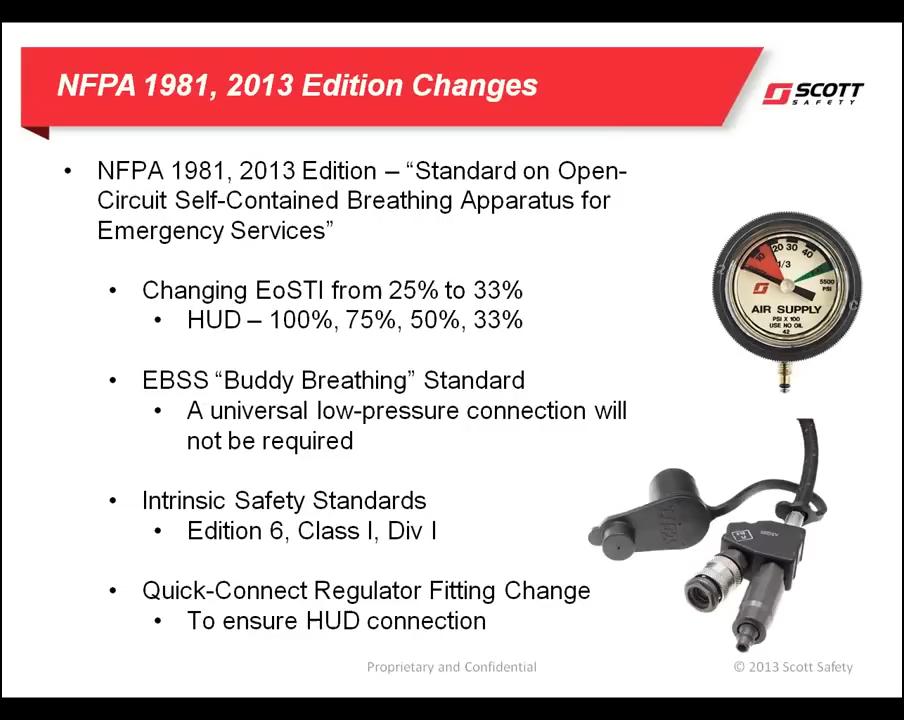 NFPA 1981, 2013 Edition Changes
SCOTT
SAFETY
• NFPA 1981, 2013 Edition – “Standard on Open-
Circuit Self-Contained Breathing Apparatus for
Emergency Services”
• Changing EoSTI from 25% to 33%
• HUD – 100%, 75%, 50%, 33%
• EBSS “Buddy Breathing” Standard
• A universal low-pressure connection will
not be required
• Intrinsic Safety Standards
• Edition 6, Class I, Div I
• Quick-Connect Regulator Fitting Change
• To ensure HUD connection
10 20 30 40
1/3
5500
PSI
AIR SUPPLY
PSI X 100
USE NO OIL
42
Proprietary and Confidential
© 2013 Scott Safety